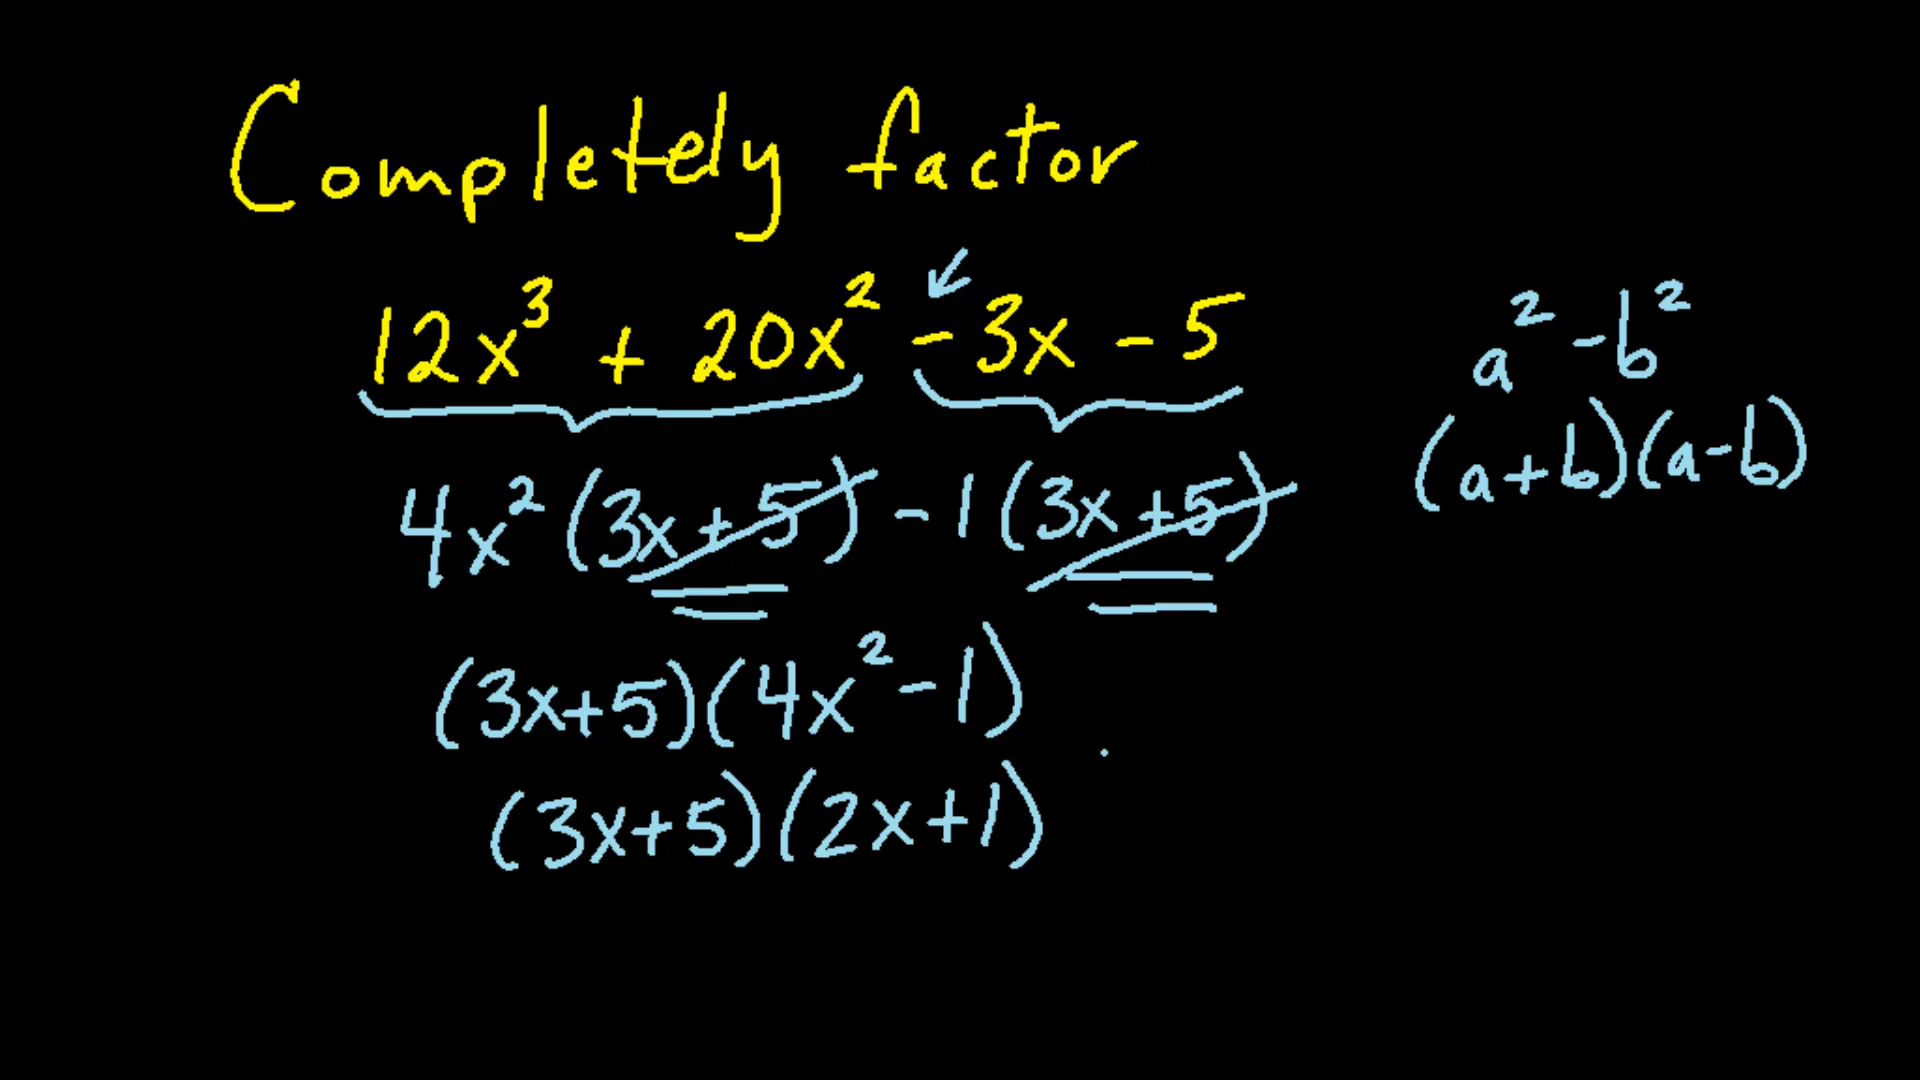 Completely factor
12x³ + 20x² - 3x - 5
4x²(3x+5) - 1(3x+5)
(3x+5)(4x²-1)
(3x+5)(2x+1)
a² - b²
(a+b)(a-b)